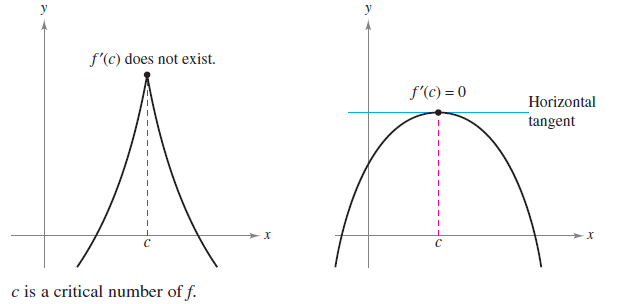 y
f′(c) does not exist.
x
c
y
f′(c) = 0
Horizontal
tangent
x
c
c is a critical number of f.